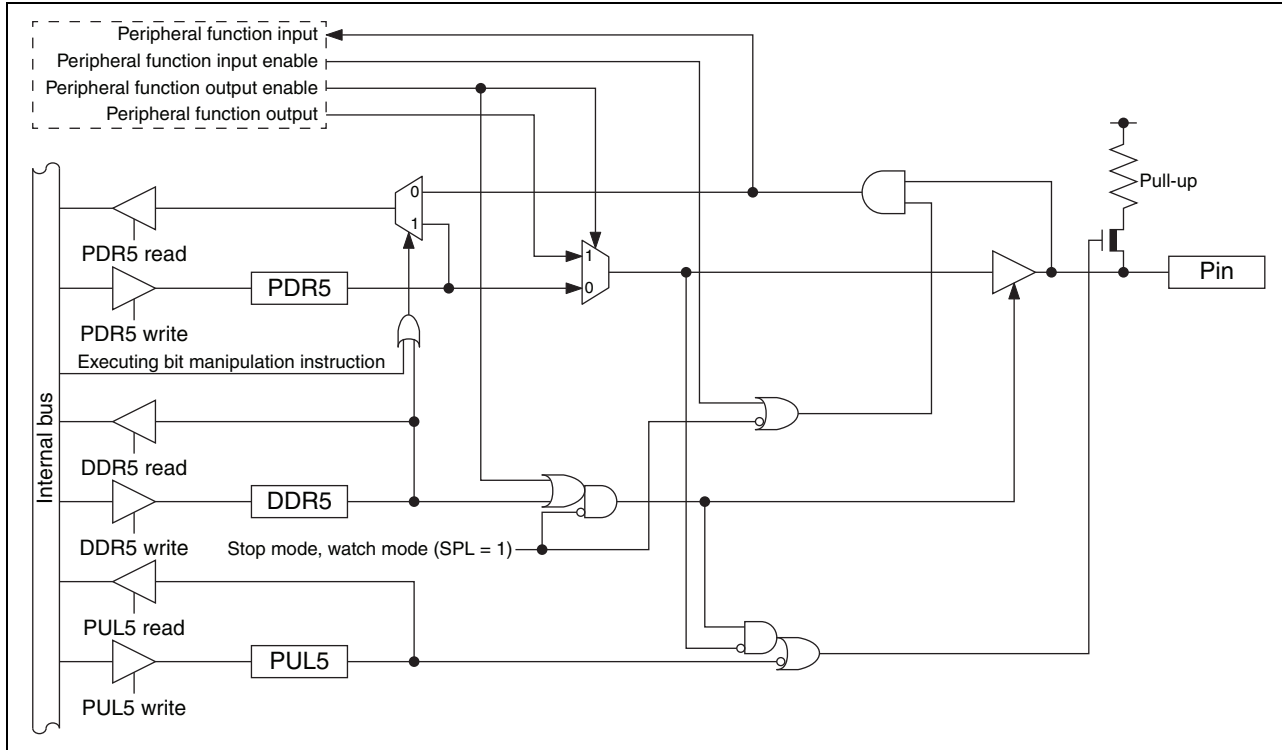 Peripheral function input
Peripheral function input enable
Peripheral function output enable
Peripheral function output
Pull-up
0
1
PDR5 read
1
0
Pin
PDR5
PDR5 write
Executing bit manipulation instruction
Internal bus
DDR5 read
DDR5
DDR5 write
Stop mode, watch mode (SPL = 1)
PUL5 read
PUL5
PUL5 write